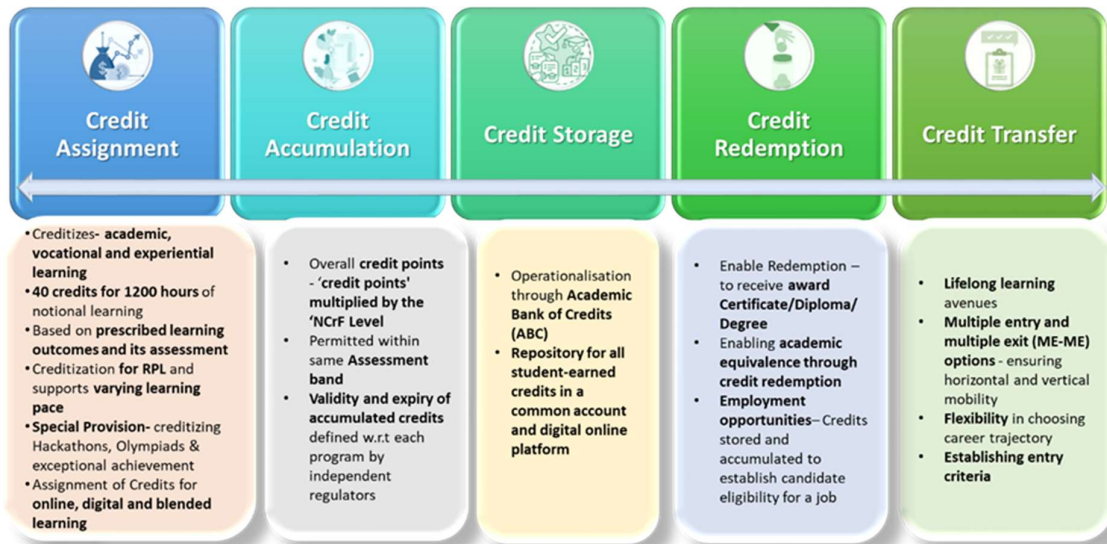 Credit
Assignment
Credit
Accumulation
Credit Storage
Credit
Redemption
Credit Transfer
• Creditizes- academic,
vocational and experiential
learning
• 40 credits for 1200 hours of
notional learning
• Based on prescribed learning
outcomes and its assessment
• Creditization for RPL and
supports varying learning
pace
• Special Provision- creditizing
Hackathons, Olympiads &
exceptional achievement
• Assignment of Credits for
online, digital and blended
learning
• Overall credit points
- 'credit points'
multiplied by the
'NCrF Level
• Permitted within
same Assessment
band
• Validity and expiry of
accumulated credits
defined w.r.t each
program by
independent
regulators
• Operationalisation
through Academic
Bank of Credits
(ABC)
• Repository for all
student-earned
credits in a
common account
and digital online
platform
• Enable Redemption –
to receive award
Certificate/Diploma/
Degree
• Enabling academic
equivalence through
credit redemption
• Employment
opportunities– Credits
stored and
accumulated to
establish candidate
eligibility for a job
• Lifelong learning
avenues
• Multiple entry and
multiple exit (ME-ME)
options - ensuring
horizontal and vertical
mobility
• Flexibility in choosing
career trajectory
• Establishing entry
criteria